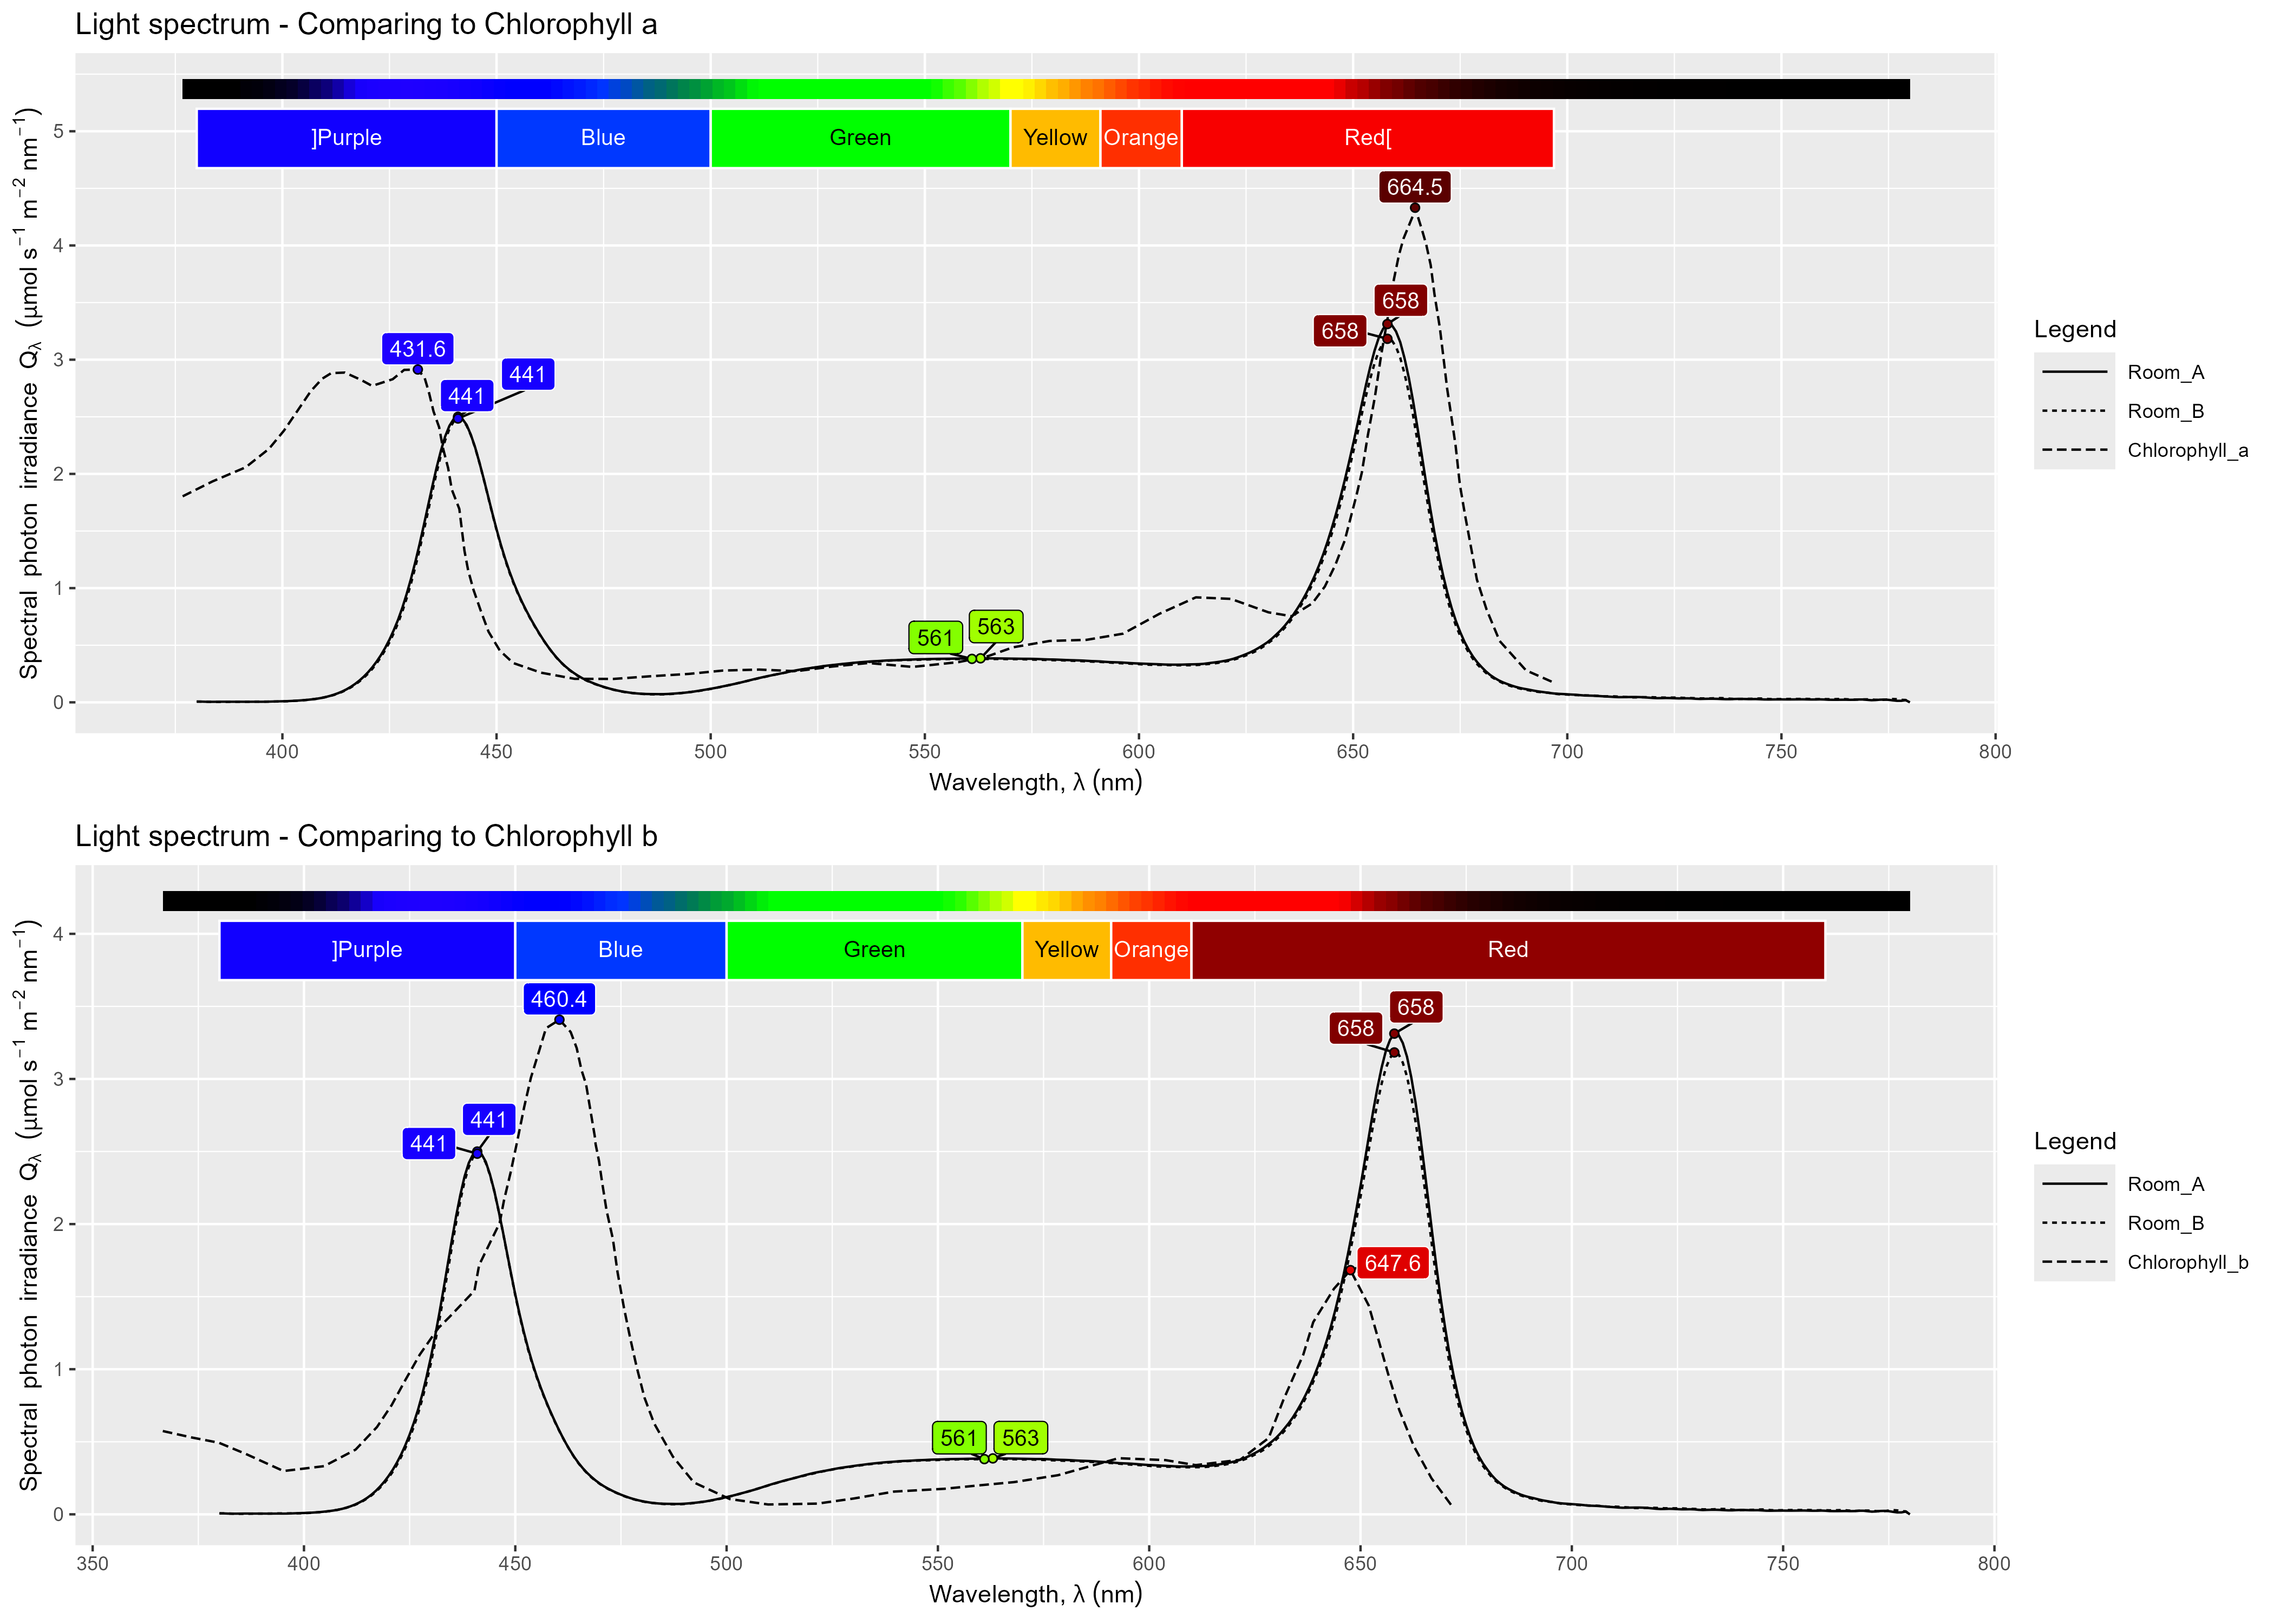 Light spectrum - Comparing to Chlorophyll a
Spectral photon irradiance Qλ (µmol s⁻¹ m⁻² nm⁻¹)
5
4
3
2
1
0
]Purple
Blue
Green
Yellow
Orange
Red[
664.5
658
658
431.6
441
441
561
563
400
450
500
550
600
650
700
750
800
Wavelength, λ (nm)
Legend
Room_A
Room_B
Chlorophyll_a
Light spectrum - Comparing to Chlorophyll b
Spectral photon irradiance Qλ (µmol s⁻¹ m⁻² nm⁻¹)
4
3
2
1
0
]Purple
Blue
Green
Yellow
Orange
Red
460.4
658
658
441
441
647.6
561
563
350
400
450
500
550
600
650
700
750
800
Wavelength, λ (nm)
Legend
Room_A
Room_B
Chlorophyll_b